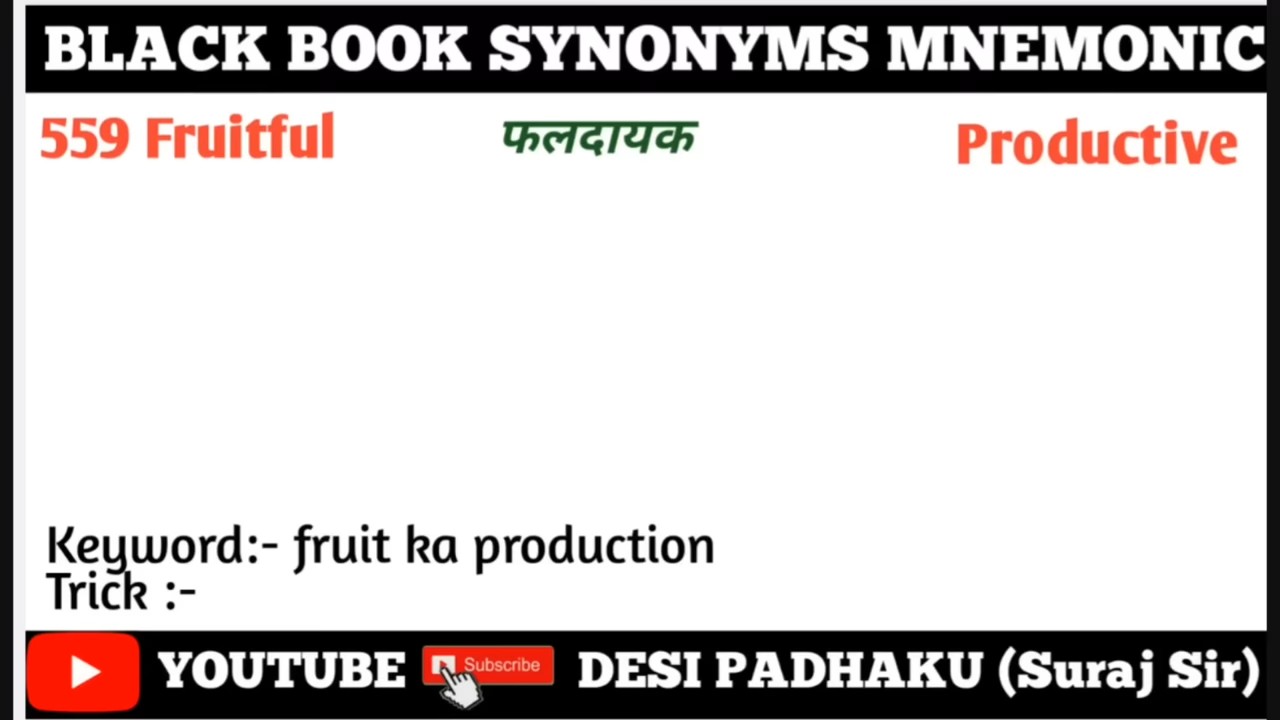 BLACK BOOK SYNONYMS MNEMONIC
559 Fruitful फलदायक Productive
Keyword:- fruit ka production
Trick :-
YOUTUBE Subscribe DESI PADHAKU (Suraj Sir)